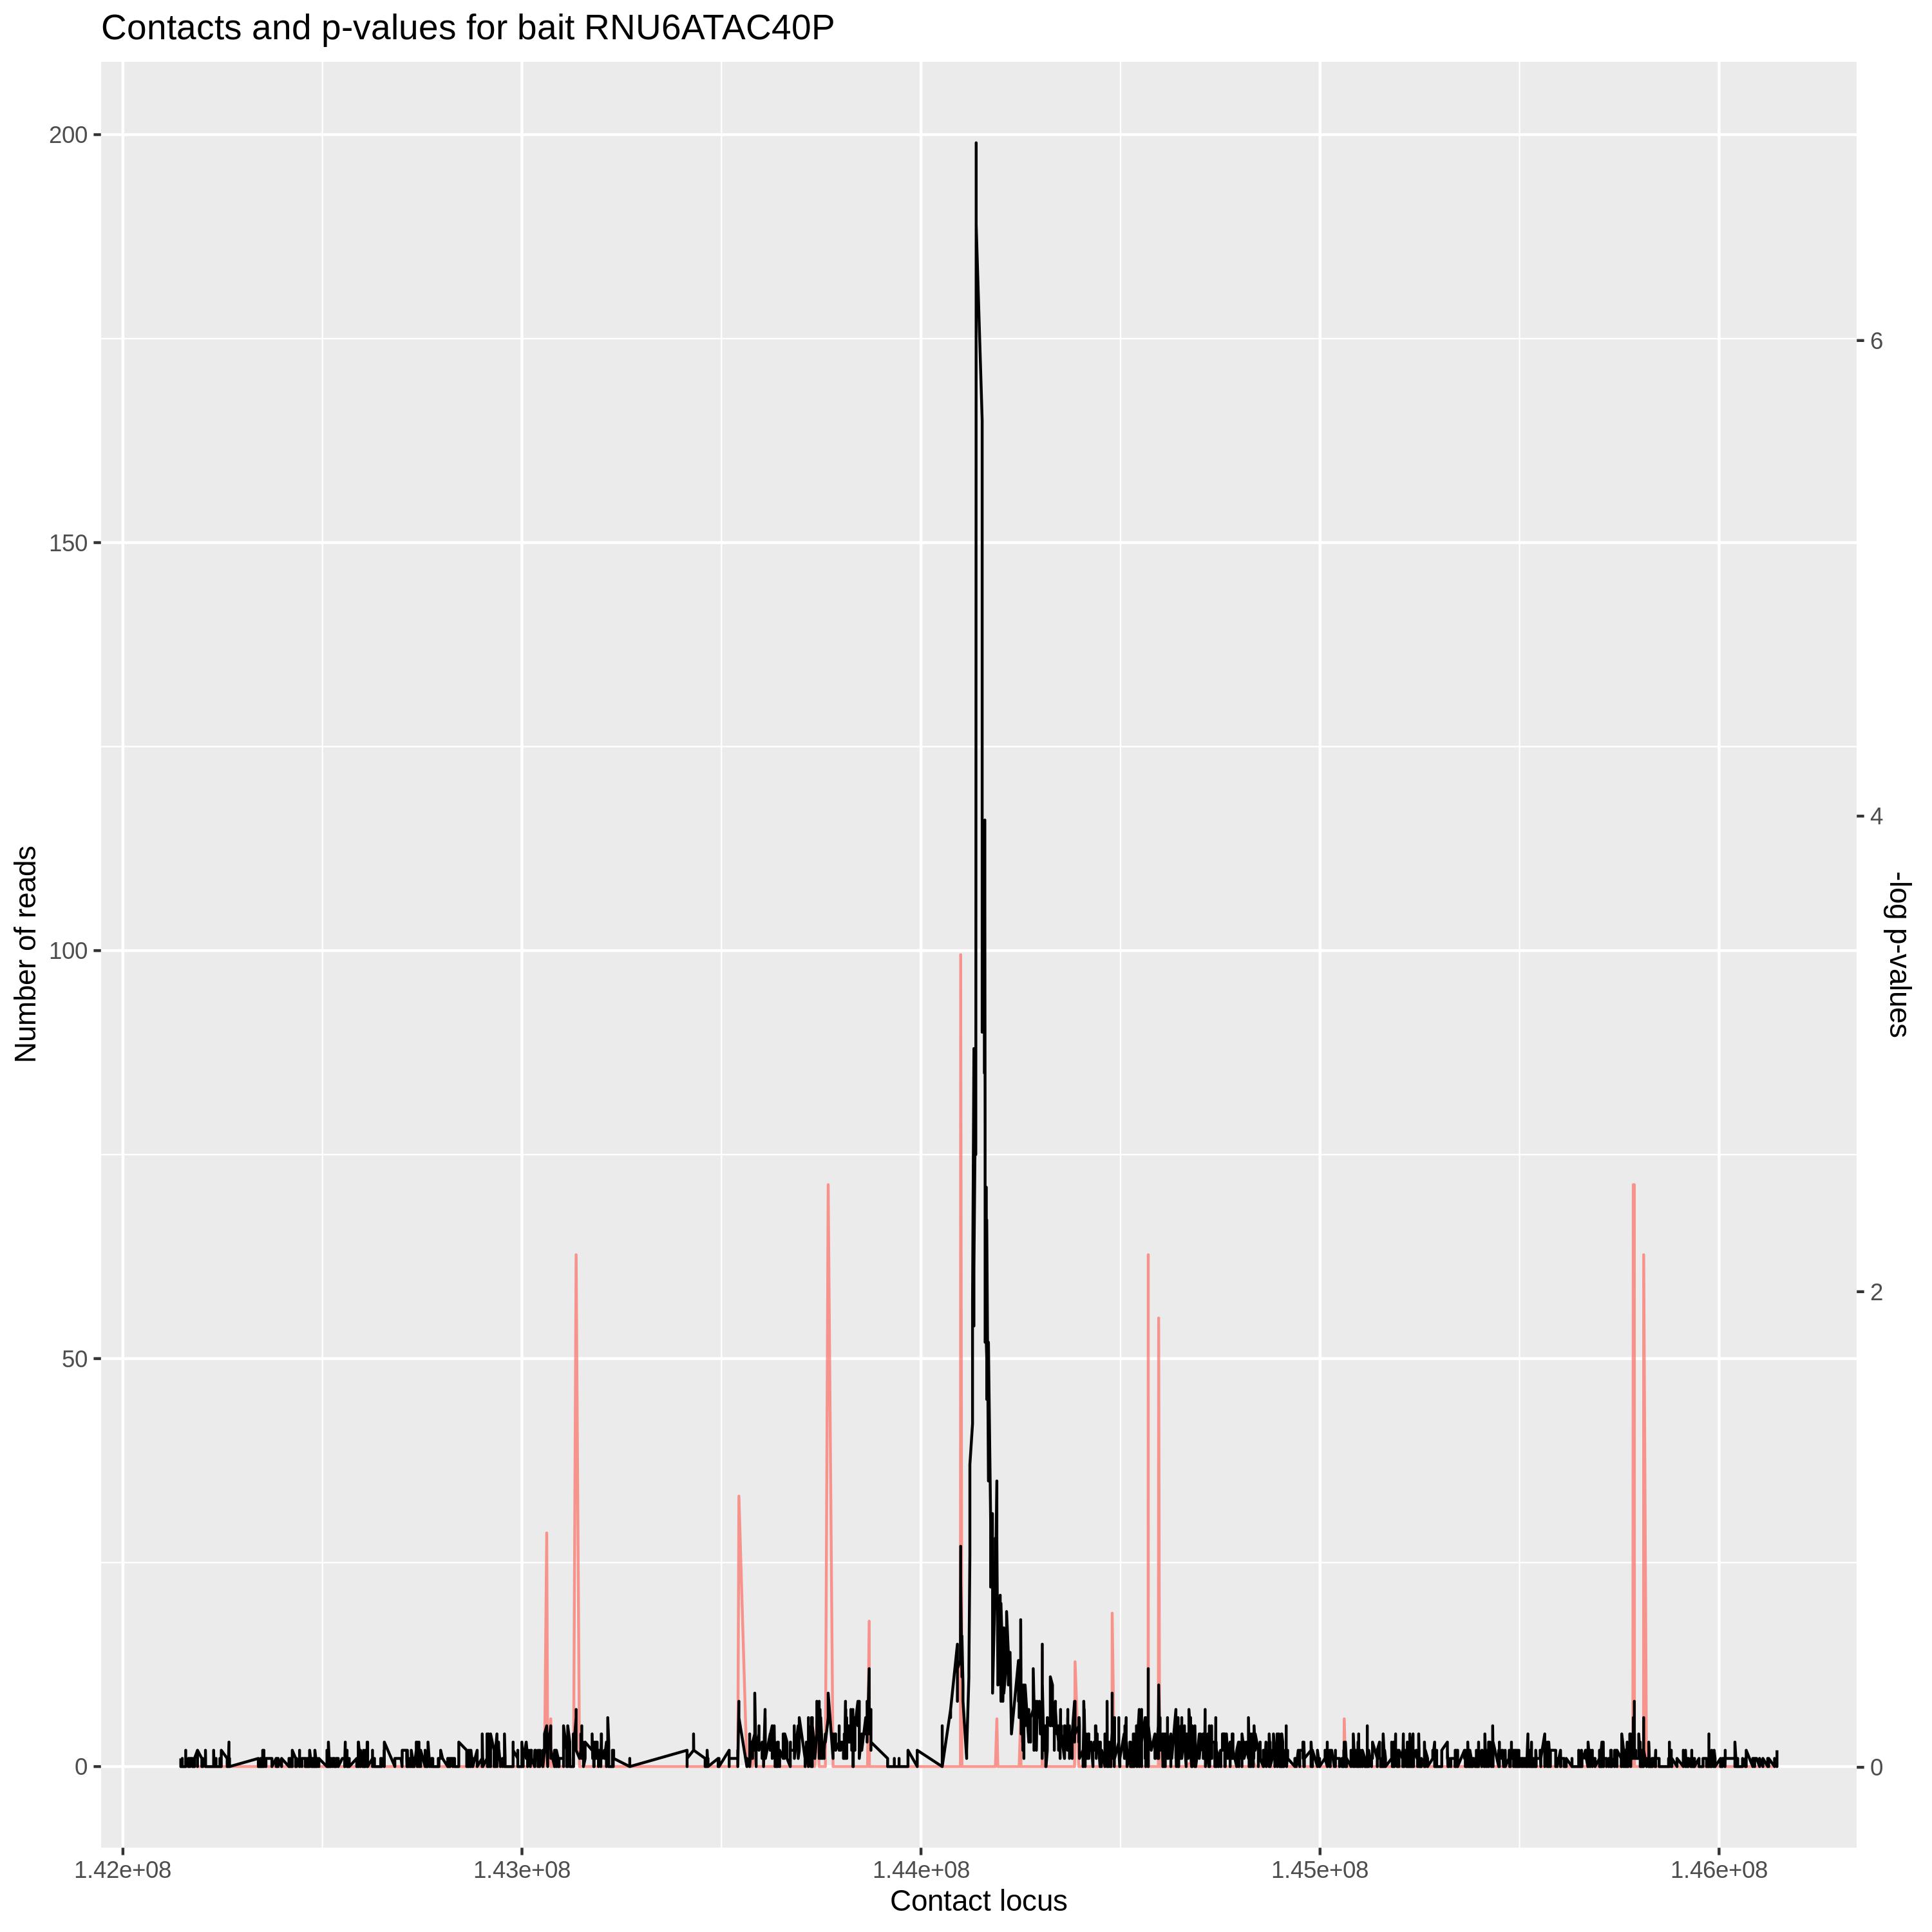 Contacts and p-values for bait RNU6ATAC40P
200
150
100
50
0
Number of reads
6
4
2
0
-log p-values
1.42e+08 1.43e+08 1.44e+08 1.45e+08 1.46e+08
Contact locus